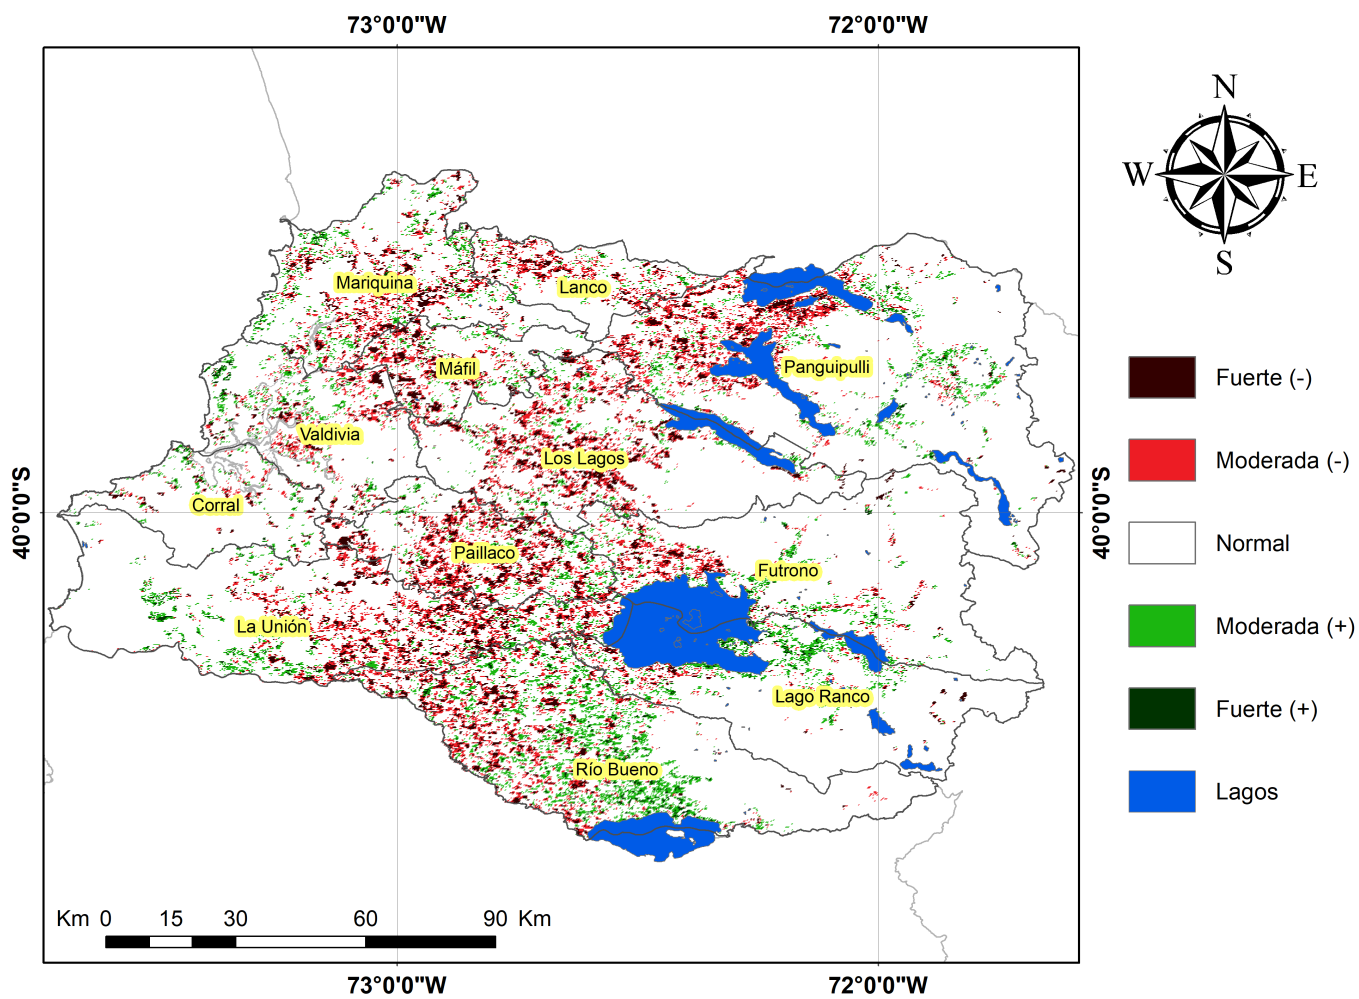 73°0'0"W 72°0'0"W
N
W E
S
Mariquina
Lanco
Máfil
Panguipulli
Valdivia
Los Lagos
Corral
40°0'0"S 40°0'0"S
Paillaco
Futrono
La Unión
Lago Ranco
Río Bueno
Fuerte (-)
Moderada (-)
Normal
Moderada (+)
Fuerte (+)
Lagos
Km 0 15 30 60 90 Km
73°0'0"W 72°0'0"W